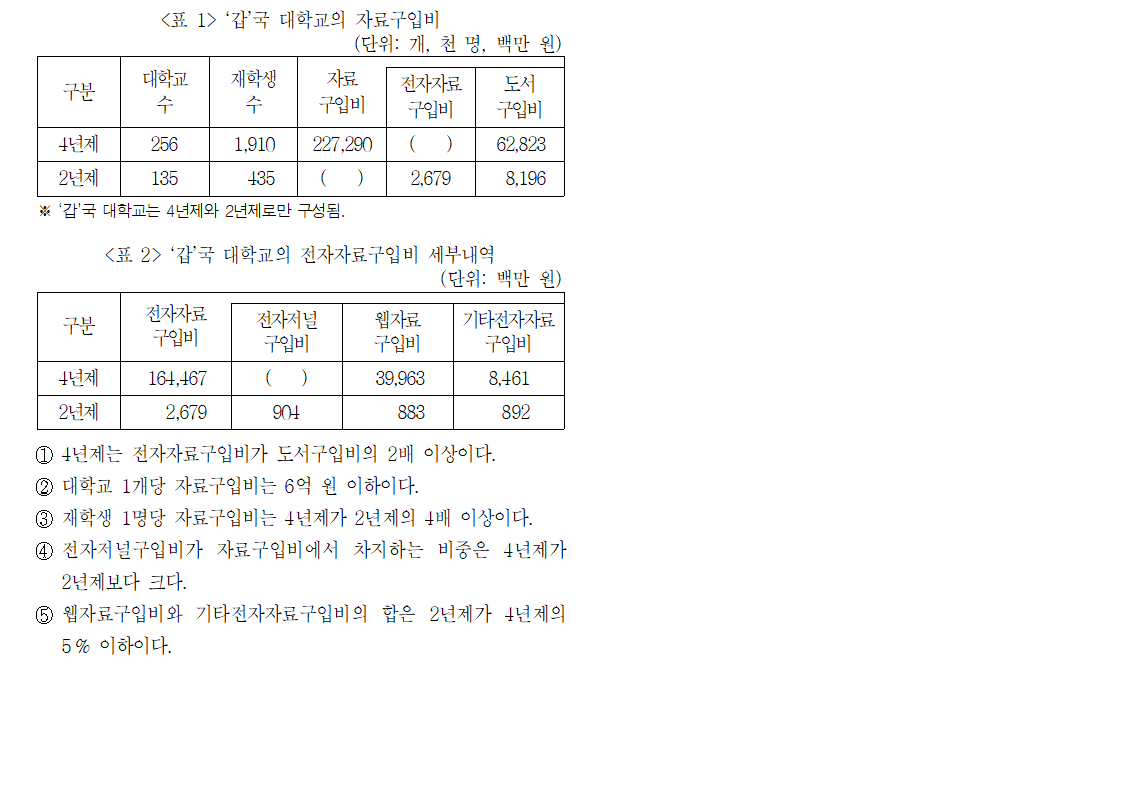 <표 1> ‘갑’국 대학교의 자료구입비
(단위: 개, 천 명, 백만 원)
구분 대학교 수 재학생 수 자료 구입비 전자자료 구입비 도서 구입비
4년제 256 1,910 227,290 ( ) 62,823
2년제 135 435 ( ) 2,679 8,196
※ ‘갑’국 대학교는 4년제와 2년제로만 구성됨.
<표 2> ‘갑’국 대학교의 전자자료구입비 세부내역
(단위: 백만 원)
구분 전자자료 구입비 전자저널 구입비 웹자료 구입비 기타전자자료 구입비
4년제 164,467 ( ) 39,963 8,461
2년제 2,679 904 883 892
① 4년제는 전자자료구입비가 도서구입비의 2배 이상이다.
② 대학교 1개당 자료구입비는 6억 원 이하이다.
③ 재학생 1명당 자료구입비는 4년제가 2년제의 4배 이상이다.
④ 전자저널구입비가 자료구입비에서 차지하는 비중은 4년제가
2년제보다 크다.
⑤ 웹자료구입비와 기타전자자료구입비의 합은 2년제가 4년제의
5% 이하이다.